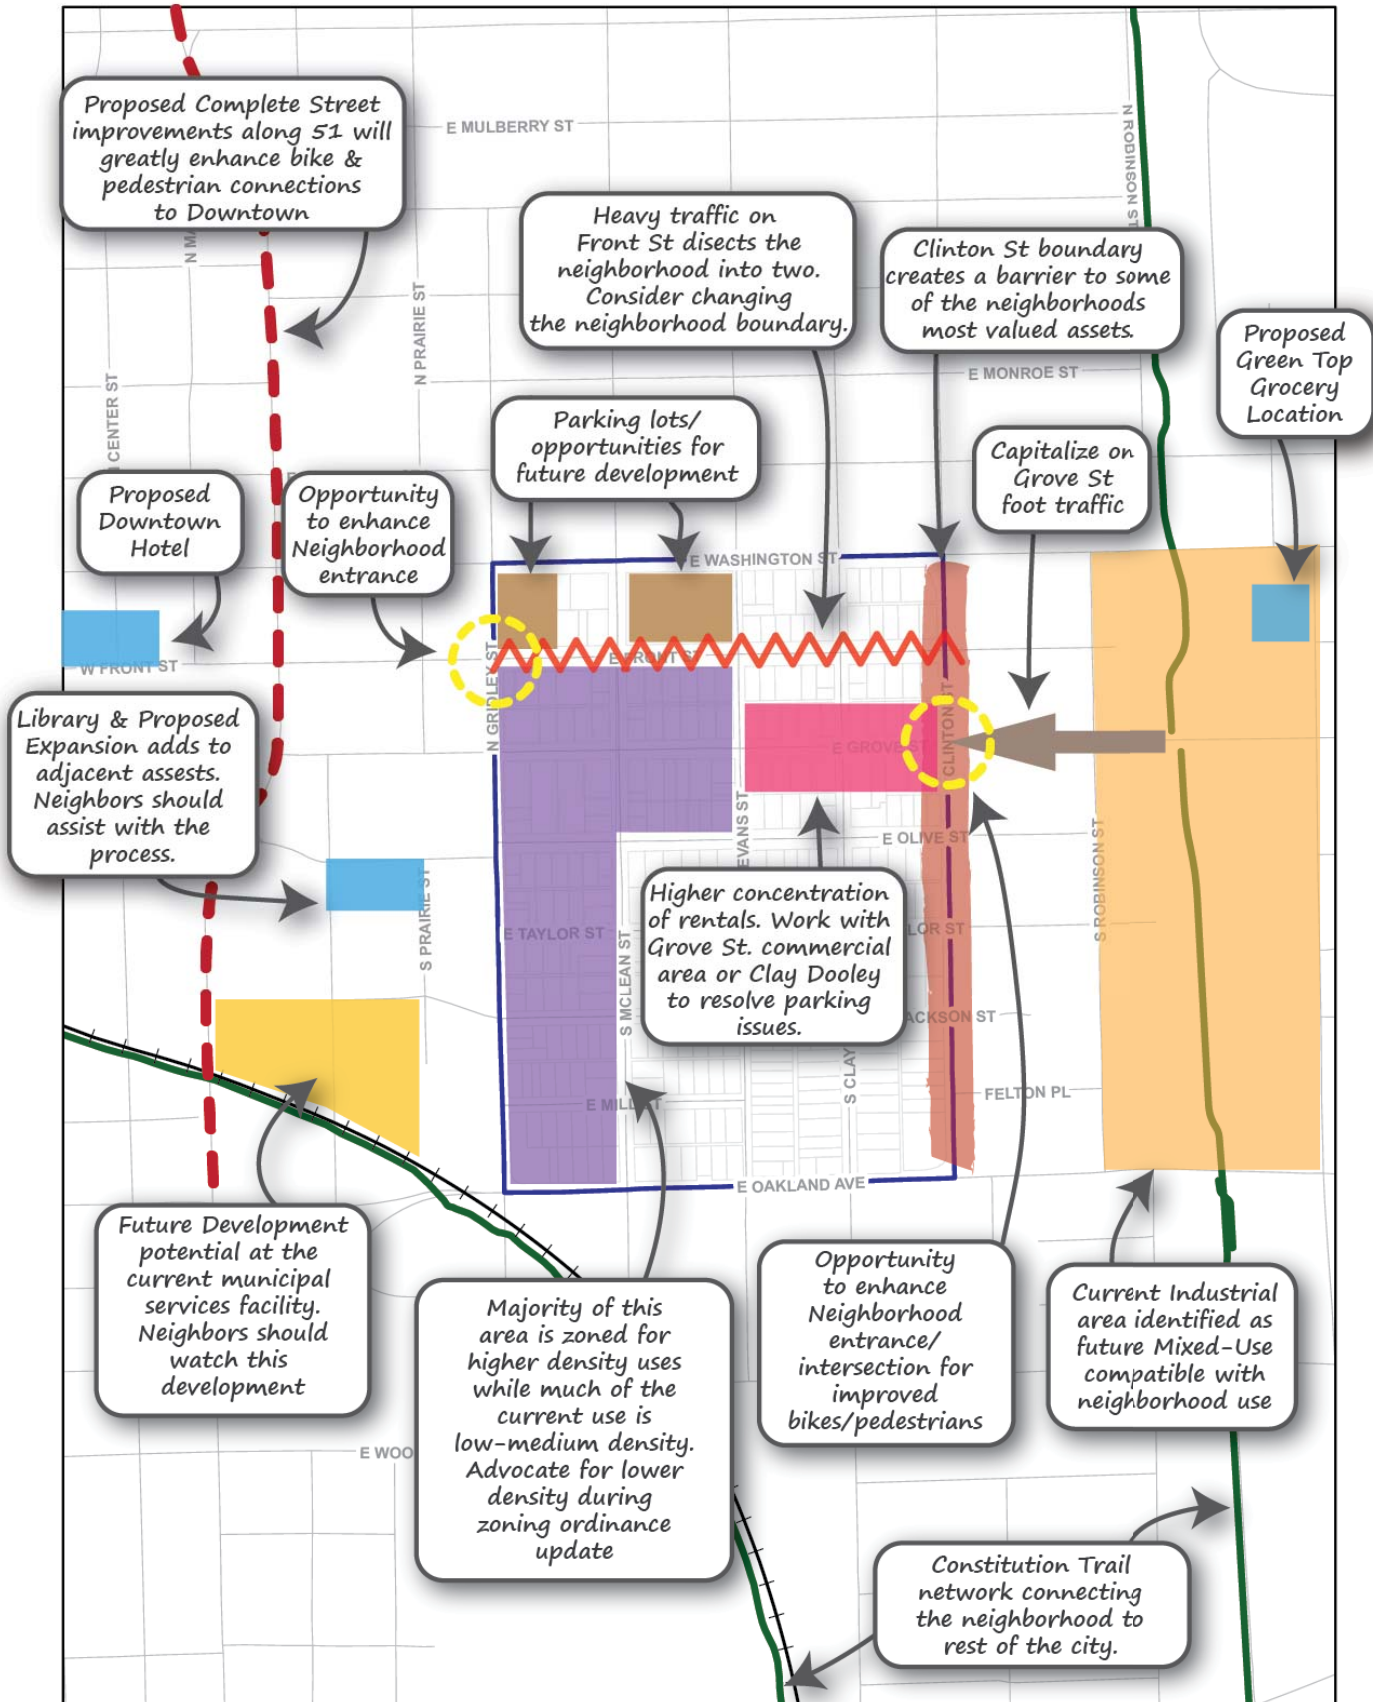 Proposed Complete Street
improvements along 51 will
greatly enhance bike &
pedestrian connections
to Downtown
E MULBERRY ST
N ROBINSON ST
Heavy traffic on
Front St disects the
neighborhood into two.
Consider changing
the neighborhood boundary.
Clinton St boundary
creates a barrier to some
of the neighborhoods
most valued assets.
Proposed
Green Top
Grocery
Location
N PRAIRIE ST
E MONROE ST
CENTER ST
Parking lots/
opportunities for
future development
Capitalize on
Grove St
foot traffic
Proposed
Downtown
Hotel
Opportunity
to enhance
Neighborhood
entrance
E WASHINGTON ST
W FRONT ST
E FRONT ST
N GRIDLEY ST
Library & Proposed
Expansion adds to
adjacent assests.
Neighbors should
assist with the
process.
E GROVE ST
CLINTON ST
EVANS ST
E OLIVE ST
S ROBINSON ST
S PRAIRIE ST
Higher concentration
of rentals. Work with
Grove St. commercial
area or Clay Dooley
to resolve parking
issues.
E TAYLOR ST
LOR ST
S MCLEAN ST
ACKSON ST
S CLAY
FELTON PL
E MILL ST
E OAKLAND AVE
Future Development
potential at the
current municipal
services facility.
Neighbors should
watch this
development
Majority of this
area is zoned for
higher density uses
while much of the
current use is
low-medium density.
Advocate for lower
density during
zoning ordinance
update
Opportunity
to enhance
Neighborhood
entrance/
intersection for
improved
bikes/pedestrians
Current Industrial
area identified as
future Mixed-Use
compatible with
neighborhood use
E WOO
Constitution Trail
network connecting
the neighborhood to
rest of the city.